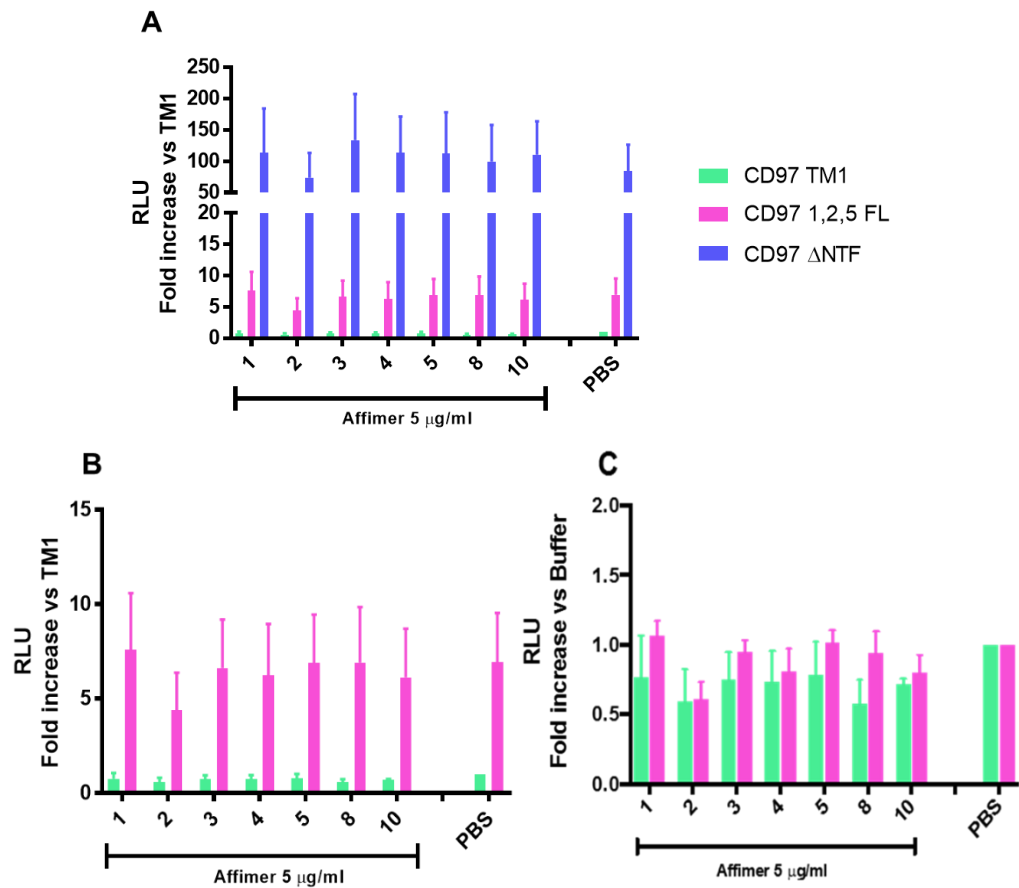 A
RLU
Fold increase vs TM1
250
200
150
100
50
20
15
10
5
0
1 2 3 4 5 8 10 PBS
Affimer 5 µg/ml
CD97 TM1
CD97 1,2,5 FL
CD97 ΔNTF
B
RLU
Fold increase vs TM1
15
10
5
0
1 2 3 4 5 8 10 PBS
Affimer 5 µg/ml
C
RLU
Fold increase vs Buffer
2.0
1.5
1.0
0.5
0.0
1 2 3 4 5 8 10 PBS
Affimer 5 µg/ml